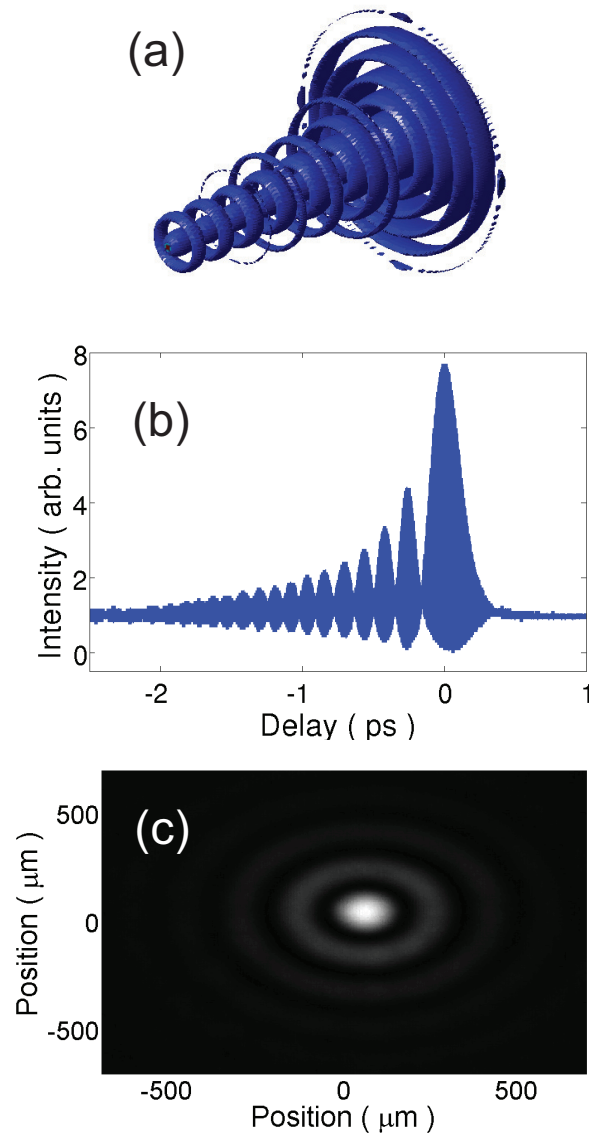 (a)
(b)
8
6
4
2
0
Intensity ( arb. units )
-2
-1
0
1
Delay ( ps )
(c)
500
0
-500
Position ( μm )
-500
0
500
Position ( μm )